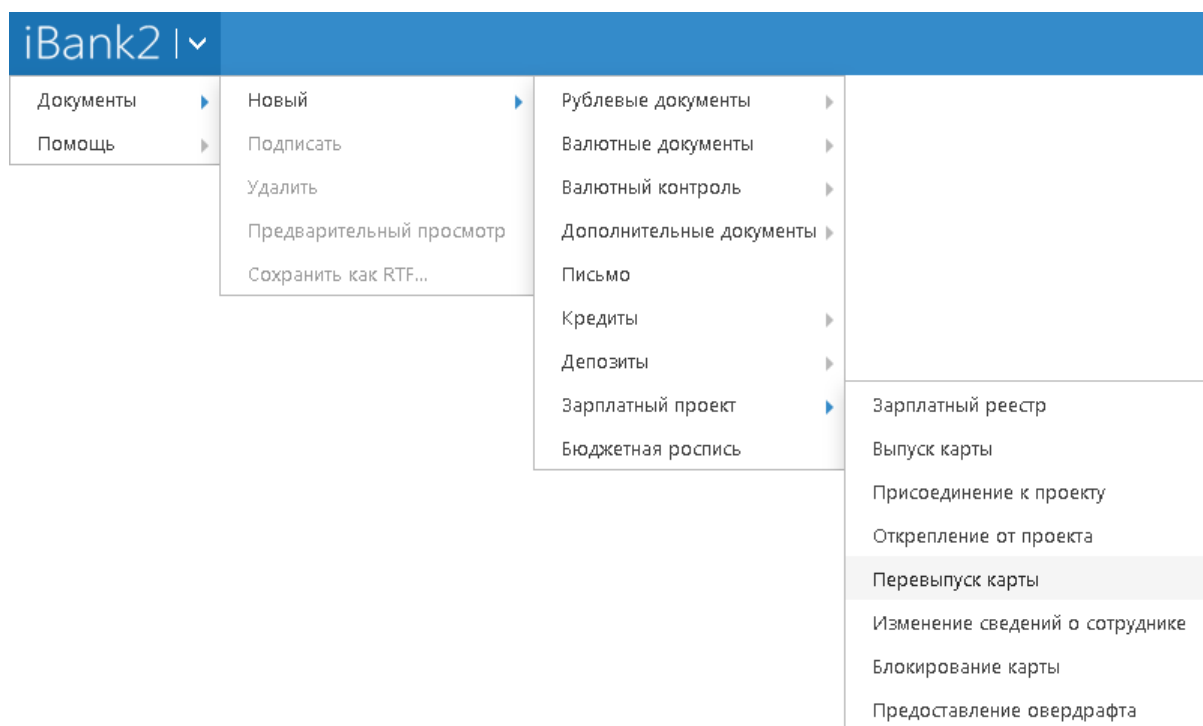 iBank2
Документы
Помощь
Новый
Подписать
Удалить
Предварительный просмотр
Сохранить как RTF...
Рублевые документы
Валютные документы
Валютный контроль
Дополнительные документы
Письмо
Кредиты
Депозиты
Зарплатный проект
Бюджетная роспись
Зарплатный реестр
Выпуск карты
Присоединение к проекту
Открепление от проекта
Перевыпуск карты
Изменение сведений о сотруднике
Блокирование карты
Предоставление овердрафта